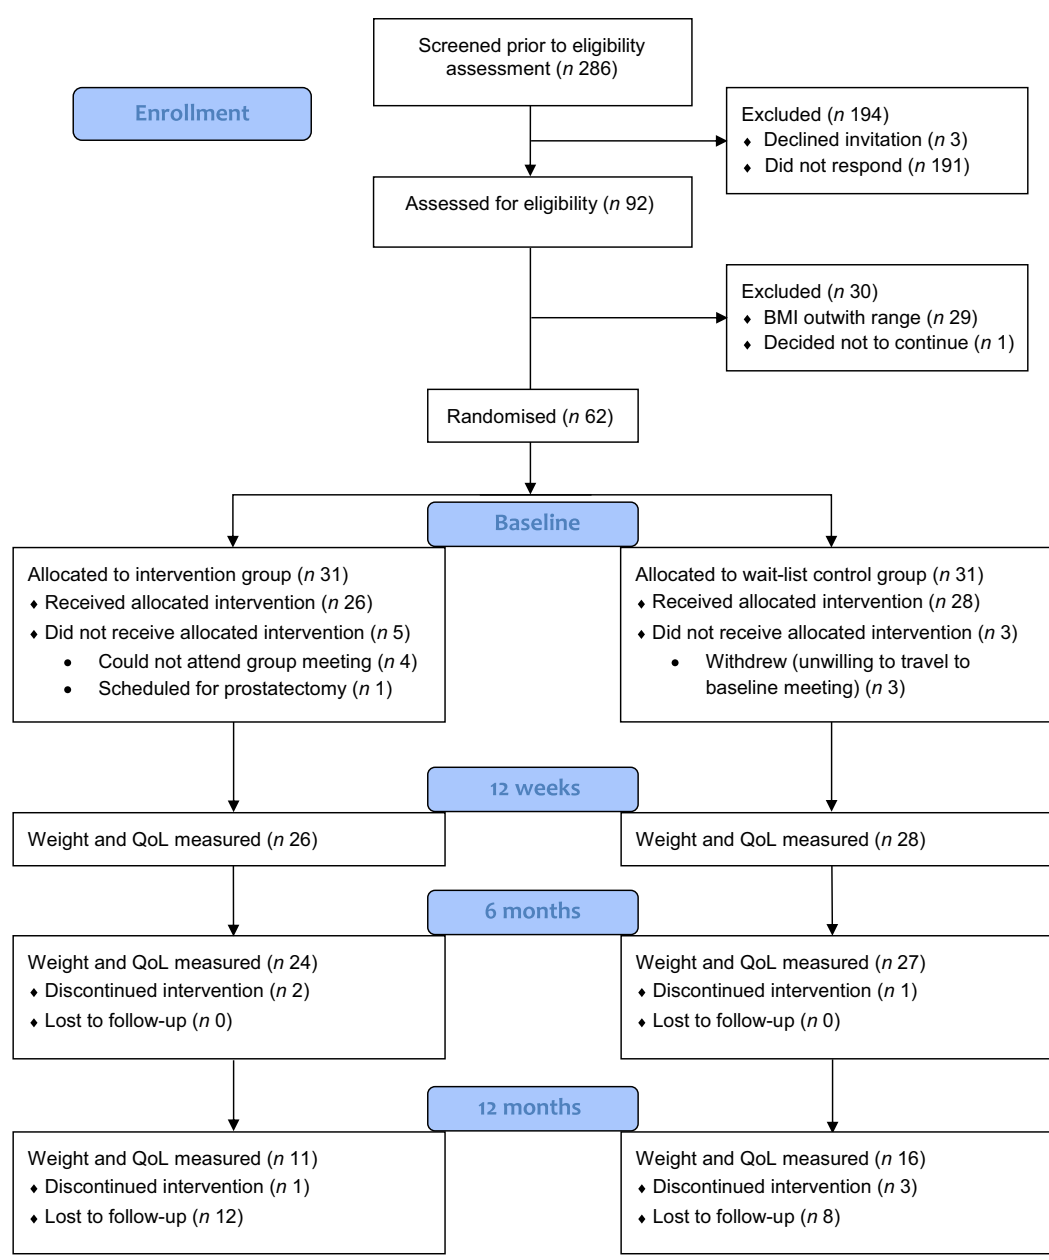 Screened prior to eligibility
assessment (n 286)
Enrollment
Excluded (n 194)
♦ Declined invitation (n 3)
♦ Did not respond (n 191)
Assessed for eligibility (n 92)
Excluded (n 30)
♦ BMI outwith range (n 29)
♦ Decided not to continue (n 1)
Randomised (n 62)
Baseline
Allocated to intervention group (n 31)
♦ Received allocated intervention (n 26)
♦ Did not receive allocated intervention (n 5)
• Could not attend group meeting (n 4)
• Scheduled for prostatectomy (n 1)
Allocated to wait-list control group (n 31)
♦ Received allocated intervention (n 28)
♦ Did not receive allocated intervention (n 3)
• Withdrew (unwilling to travel to
baseline meeting) (n 3)
12 weeks
Weight and QoL measured (n 26)
Weight and QoL measured (n 28)
6 months
Weight and QoL measured (n 24)
♦ Discontinued intervention (n 2)
♦ Lost to follow-up (n 0)
Weight and QoL measured (n 27)
♦ Discontinued intervention (n 1)
♦ Lost to follow-up (n 0)
12 months
Weight and QoL measured (n 11)
♦ Discontinued intervention (n 1)
♦ Lost to follow-up (n 12)
Weight and QoL measured (n 16)
♦ Discontinued intervention (n 3)
♦ Lost to follow-up (n 8)